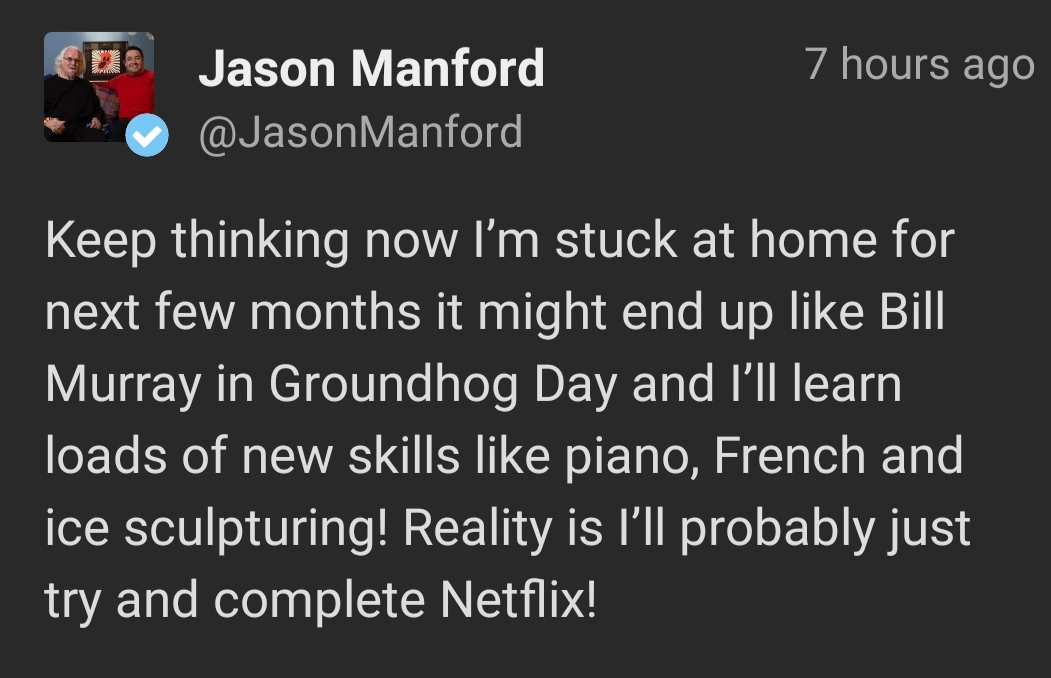 Jason Manford
7 hours ago
@JasonManford
Keep thinking now I’m stuck at home for
next few months it might end up like Bill
Murray in Groundhog Day and I’ll learn
loads of new skills like piano, French and
ice sculpturing! Reality is I’ll probably just
try and complete Netflix!